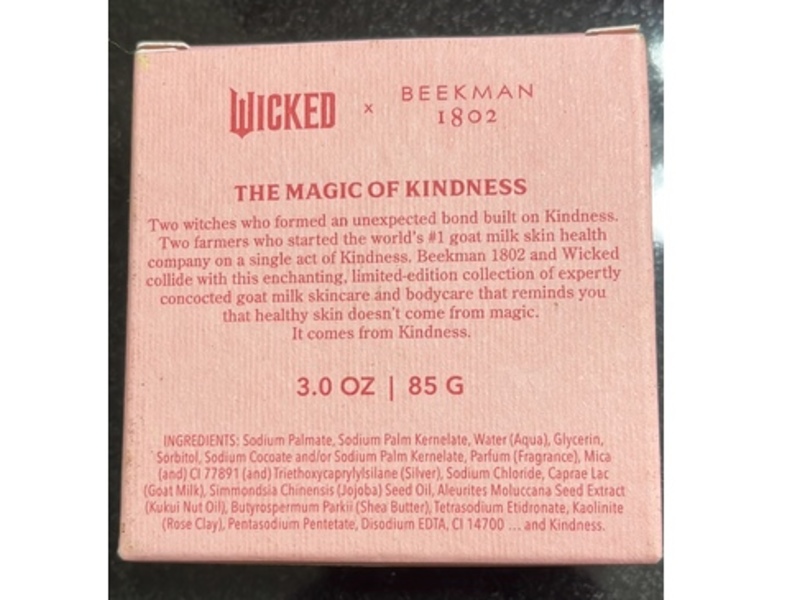 WICKED x BEEKMAN 1802
THE MAGIC OF KINDNESS
Two witches who formed an unexpected bond built on Kindness.
Two farmers who started the world's #1 goat milk skin health
company on a single act of Kindness. Beekman 1802 and Wicked
collide with this enchanting, limited-edition collection of expertly
concocted goat milk skincare and bodycare that reminds you
that healthy skin doesn't come from magic.
It comes from Kindness.
3.0 OZ | 85 G
INGREDIENTS: Sodium Palmate, Sodium Palm Kernelate, Water (Aqua), Glycerin,
Sorbitol, Sodium Cocoate and/or Sodium Palm Kernelate, Parfum (Fragrance), Mica
(and) CI 77891 (and) Triethoxycaprylylsilane (Silver), Sodium Chloride, Caprae Lac
(Goat Milk), Simmondsia Chinensis (Jojoba) Seed Oil, Aleurites Moluccana Seed Extract
(Kukui Nut Oil), Butyrospermum Parkii (Shea Butter), Tetrasodium Etidronate, Kaolinite
(Rose Clay), Pentasodium Pentetate, Disodium EDTA, CI 14700 ... and Kindness.